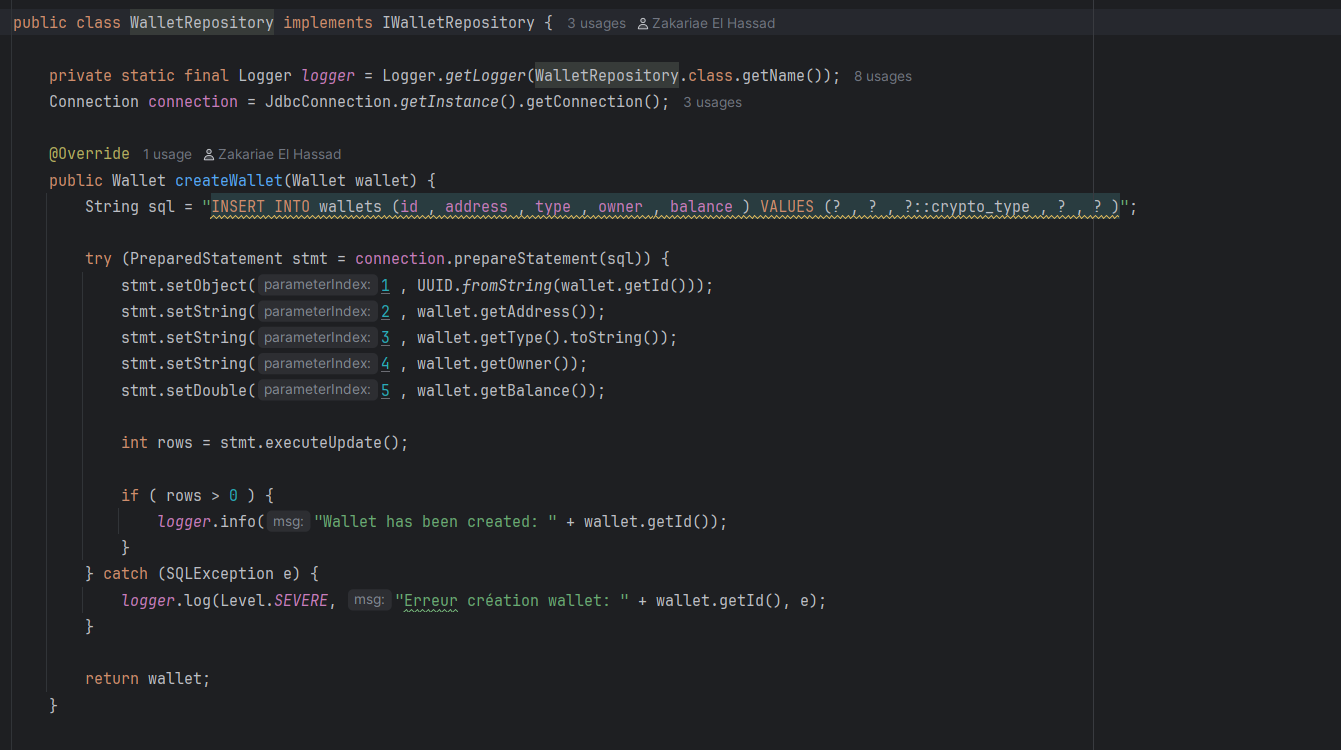 public class WalletRepository implements IWalletRepository { 3 usages Zakariae El Hassad
private static final Logger logger = Logger.getLogger(WalletRepository.class.getName()); 8 usages
Connection connection = JdbcConnection.getInstance().getConnection(); 3 usages
@Override 1 usage Zakariae El Hassad
public Wallet createWallet(Wallet wallet) {
String sql = "INSERT INTO wallets (id , address , type , owner , balance ) VALUES (? , ? , ?::crypto_type , ? , ? )";
try (PreparedStatement stmt = connection.prepareStatement(sql)) {
stmt.setObject( parameterIndex: 1 , UUID.fromString(wallet.getId()));
stmt.setString( parameterIndex: 2 , wallet.getAddress());
stmt.setString( parameterIndex: 3 , wallet.getType().toString());
stmt.setString( parameterIndex: 4 , wallet.getOwner());
stmt.setDouble( parameterIndex: 5 , wallet.getBalance());
int rows = stmt.executeUpdate();
if ( rows > 0 ) {
logger.info( msg: "Wallet has been created: " + wallet.getId());
}
} catch (SQLException e) {
logger.log(Level.SEVERE, msg: "Erreur création wallet: " + wallet.getId(), e);
}
return wallet;
}